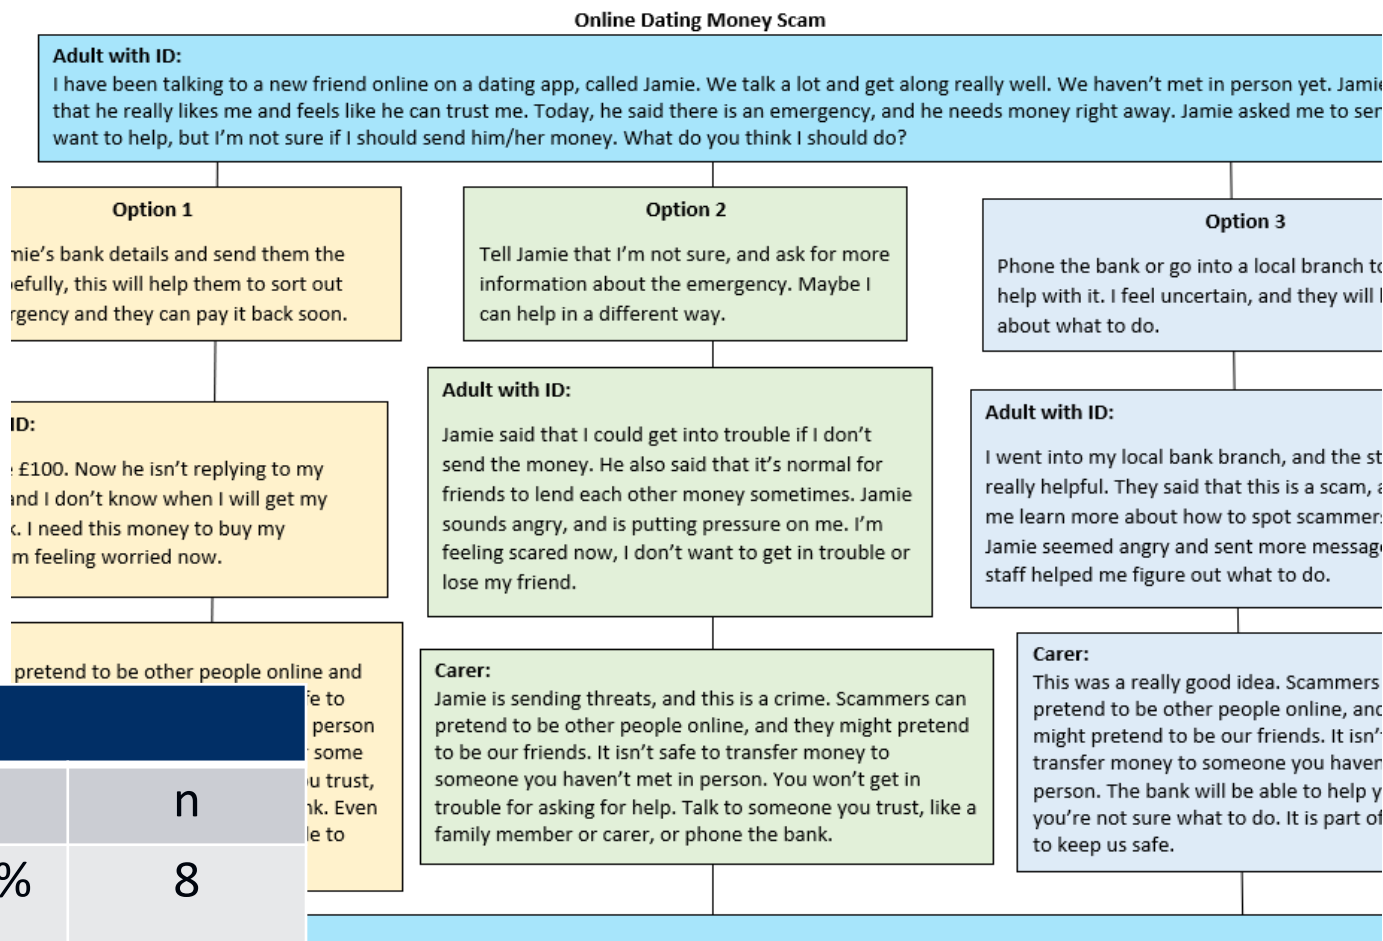 Online Dating Money Scam
Adult with ID:
I have been talking to a new friend online on a dating app, called Jamie. We talk a lot and get along really well. We haven't met in person yet. Jamie
that he really likes me and feels like he can trust me. Today, he said there is an emergency, and he needs money right away. Jamie asked me to
want to help, but I'm not sure if I should send him/her money. What do you think I should do?
Option 1
bank details and send them the
this will help them to sort out
and they can pay it back soon.
ID:
£100. Now he isn't replying to my
and I don't know when I will get my
I need this money to buy my
feeling worried now.
pretend to be other people online and
to
person
some
trust,
Even
to
Option 2
Tell Jamie that I'm not sure, and ask for more
information about the emergency. Maybe I
can help in a different way.
Adult with ID:
Jamie said that I could get into trouble if I don't
send the money. He also said that it's normal for
friends to lend each other money sometimes. Jamie
sounds angry, and is putting pressure on me. I'm
feeling scared now, I don't want to get in trouble or
lose my friend.
Carer:
Jamie is sending threats, and this is a crime. Scammers can
pretend to be other people online, and they might pretend
to be our friends. It isn't safe to transfer money to
someone you haven't met in person. You won't get in
trouble for asking for help. Talk to someone you trust, like a
family member or carer, or phone the bank.
Option 3
Phone the bank or go into a local branch to
help with it. I feel uncertain, and they will
about what to do.
Adult with ID:
I went into my local bank branch, and the
really helpful. They said that this is a scam,
me learn more about how to spot scammers
Jamie seemed angry and sent more
staff helped me figure out what to do.
Carer:
This was a really good idea. Scammers
pretend to be other people online, and
might pretend to be our friends. It isn't
transfer money to someone you haven't
person. The bank will be able to help
you're not sure what to do. It is part of
to keep us safe.
n
% 8